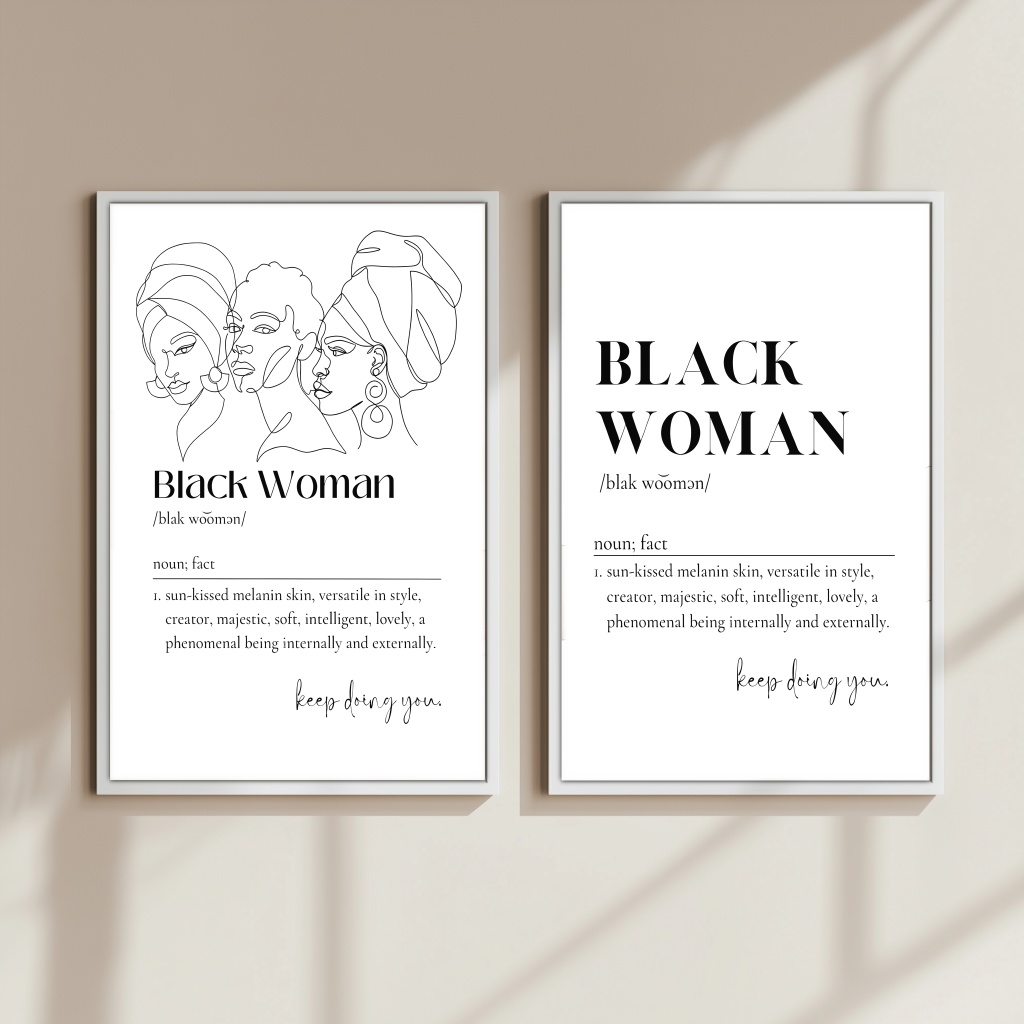 Black Woman
/blak wo͝omən/
noun; fact
1. sun-kissed melanin skin, versatile in style,
creator, majestic, soft, intelligent, lovely, a
phenomenal being internally and externally.
keep doing you.
BLACK
WOMAN
/blak wo͝omən/
noun; fact
1. sun-kissed melanin skin, versatile in style,
creator, majestic, soft, intelligent, lovely, a
phenomenal being internally and externally.
keep doing you.